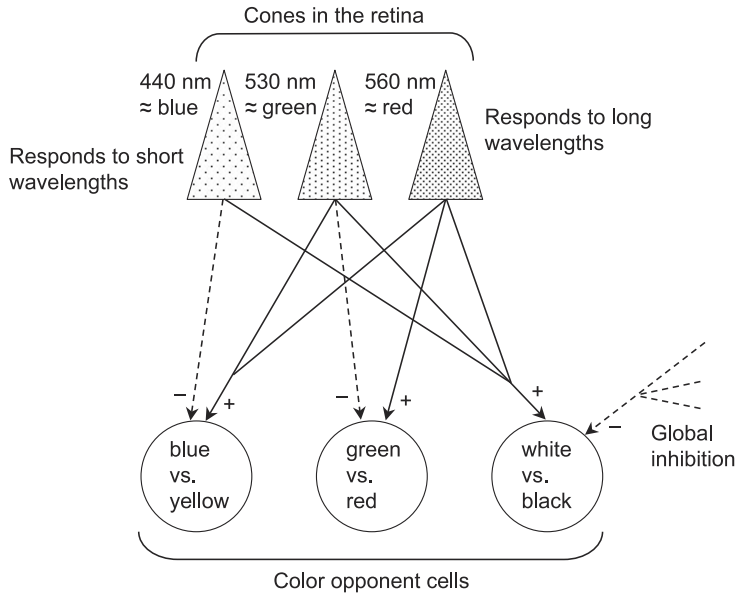 Cones in the retina
440 nm
≈ blue
530 nm
≈ green
560 nm
≈ red
Responds to long
wavelengths
Responds to short
wavelengths
–
+
–
+
+
–
Global
inhibition
blue
vs.
yellow
green
vs.
red
white
vs.
black
Color opponent cells